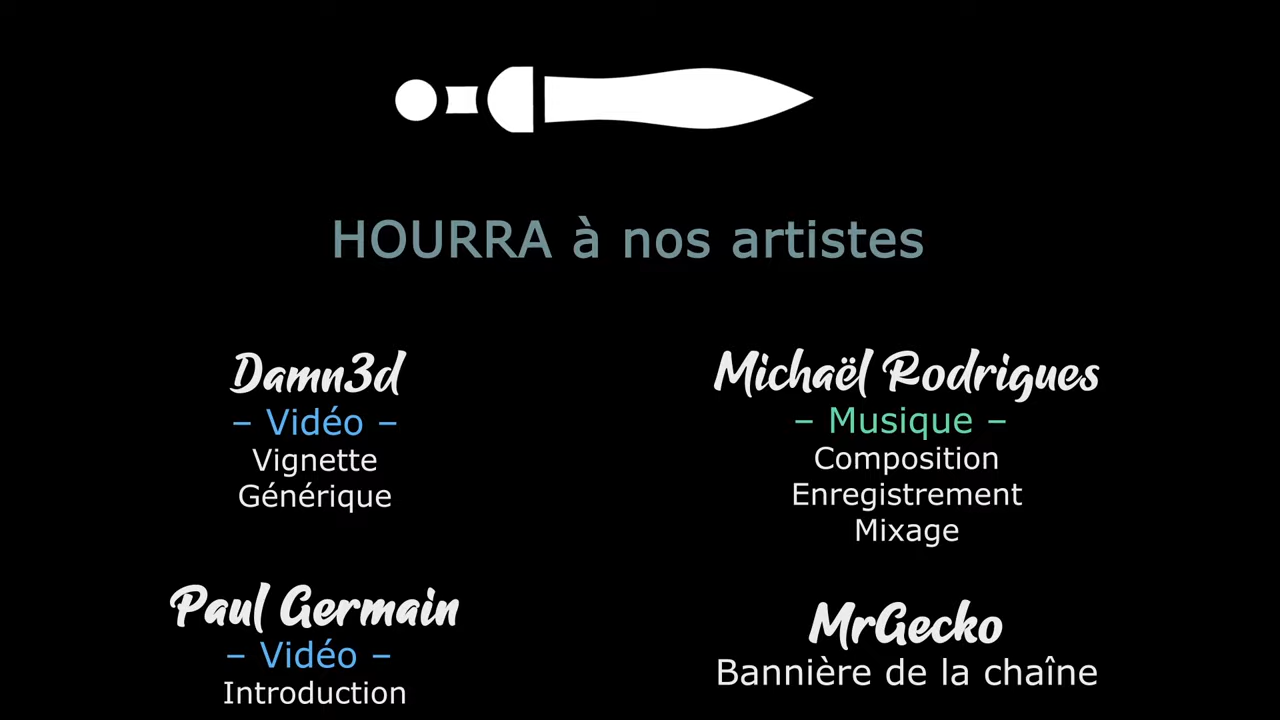 HOURRA à nos artistes
Damn3d
– Vidéo –
Vignette
Générique
Michaël Rodrigues
– Musique –
Composition
Enregistrement
Mixage
Paul Germain
– Vidéo –
Introduction
MrGecko
Bannière de la chaîne